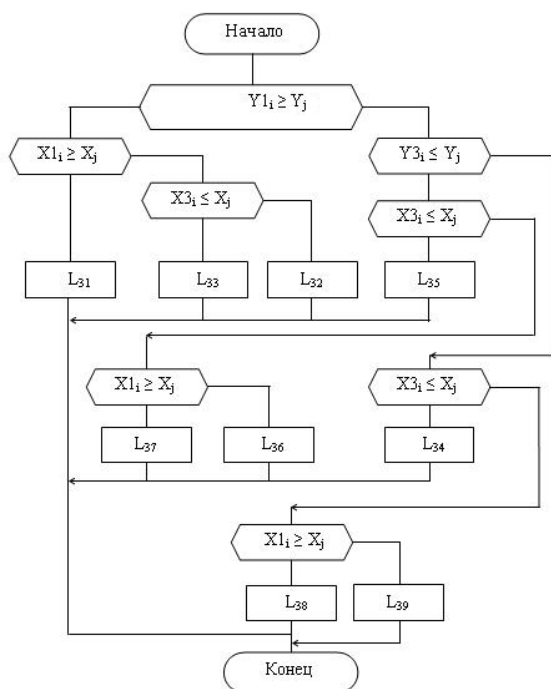 Начало
Y1i ≥ Yj
X1i ≥ Xj
Y3i ≤ Yj
X3i ≤ Xj
X3i ≤ Xj
L31
L33
L32
L35
X1i ≥ Xj
X3i ≤ Xj
L37
L36
L34
X1i ≥ Xj
L38
L39
Конец